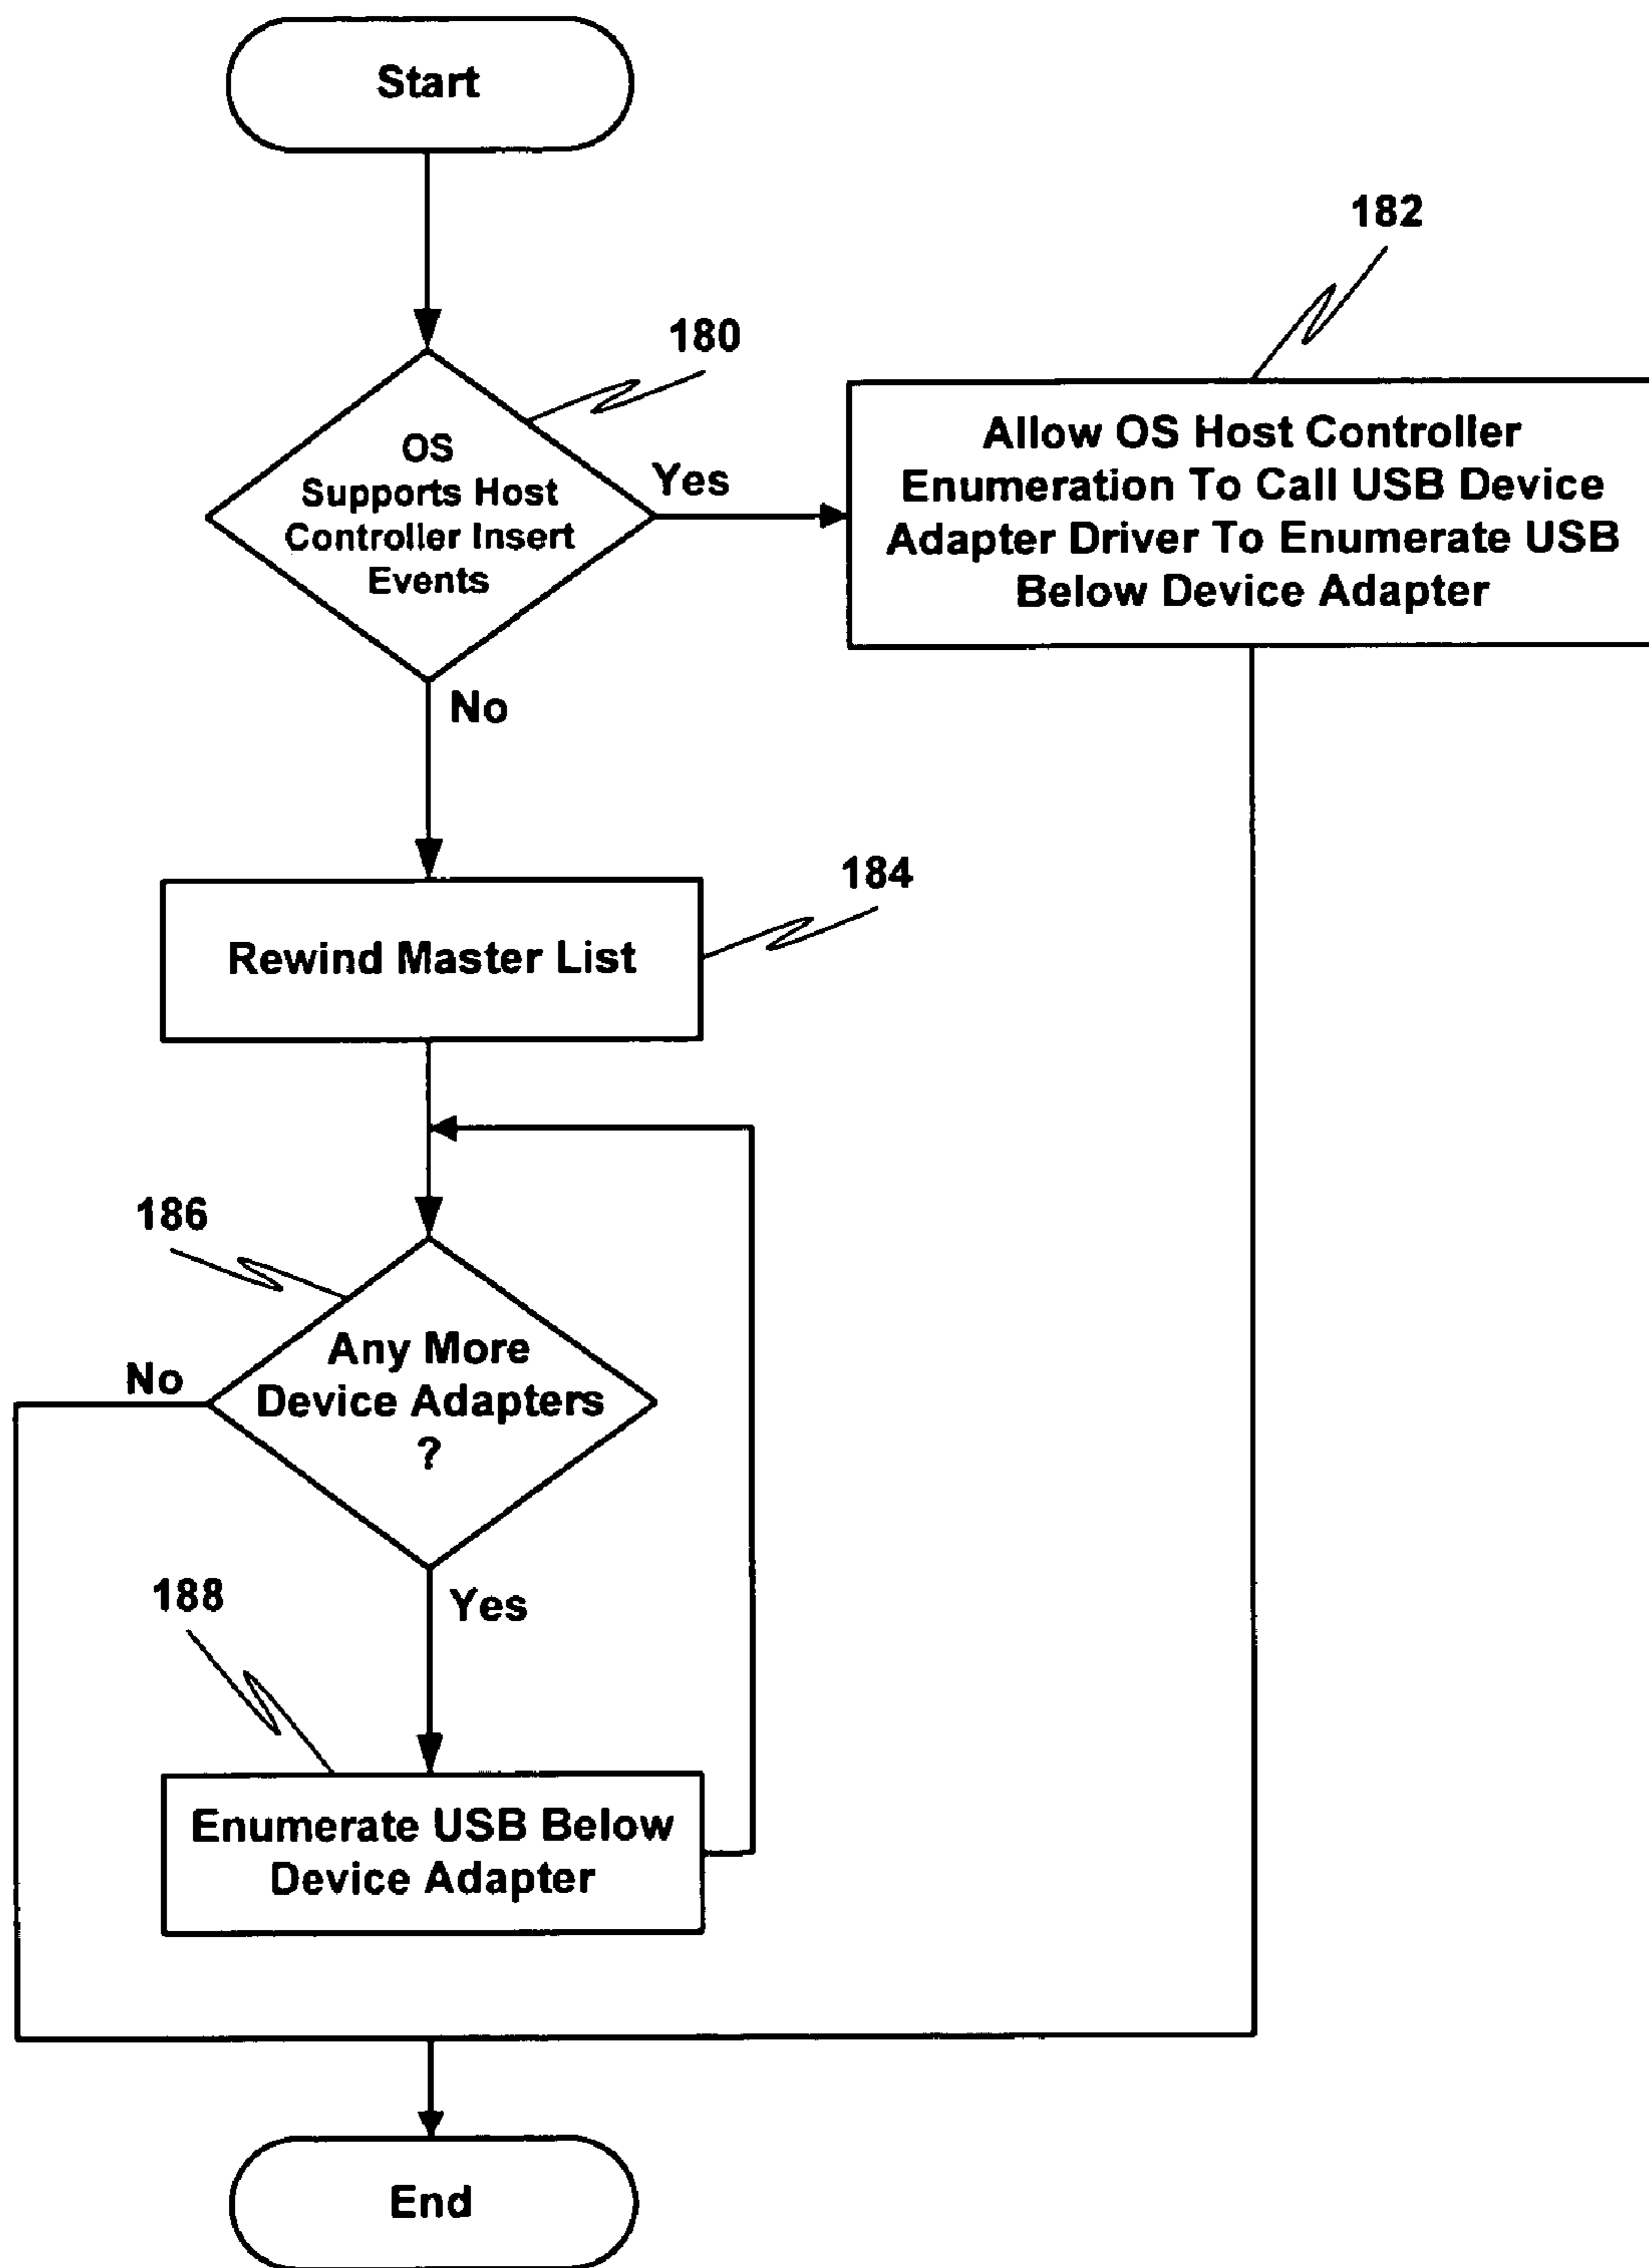 Start
182
180
OS
Supports Host
Controller Insert
Events
Yes
Allow OS Host Controller
Enumeration To Call USB Device
Adapter Driver To Enumerate USB
Below Device Adapter
No
184
Rewind Master List
186
No
Any More
Device Adapters
?
188
Yes
Enumerate USB Below
Device Adapter
End